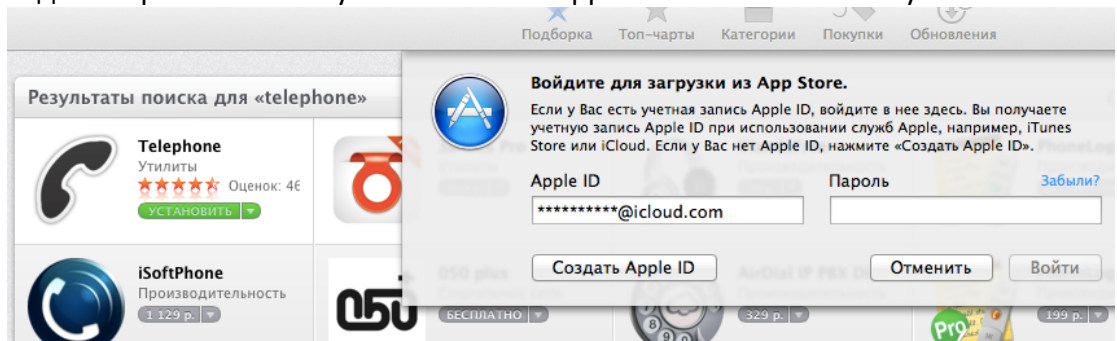 Подборка Топ-чарты Категории Покупки Обновления
Результаты поиска для «telephone»
Telephone
Утилиты
Оценок: 46
УСТАНОВИТЬ
iSoftPhone
Производительность
1 129 р.
050
050 plus
БЕСПЛАТНО
Войдите для загрузки из App Store.
Если у Вас есть учетная запись Apple ID, войдите в нее здесь. Вы получаете
учетную запись Apple ID при использовании служб Apple, например, iTunes
Store или iCloud. Если у Вас нет Apple ID, нажмите «Создать Apple ID».
Apple ID
Пароль
Забыли?
**********@icloud.com
Создать Apple ID
Отменить
Войти
329 р.
Pro
199 р.